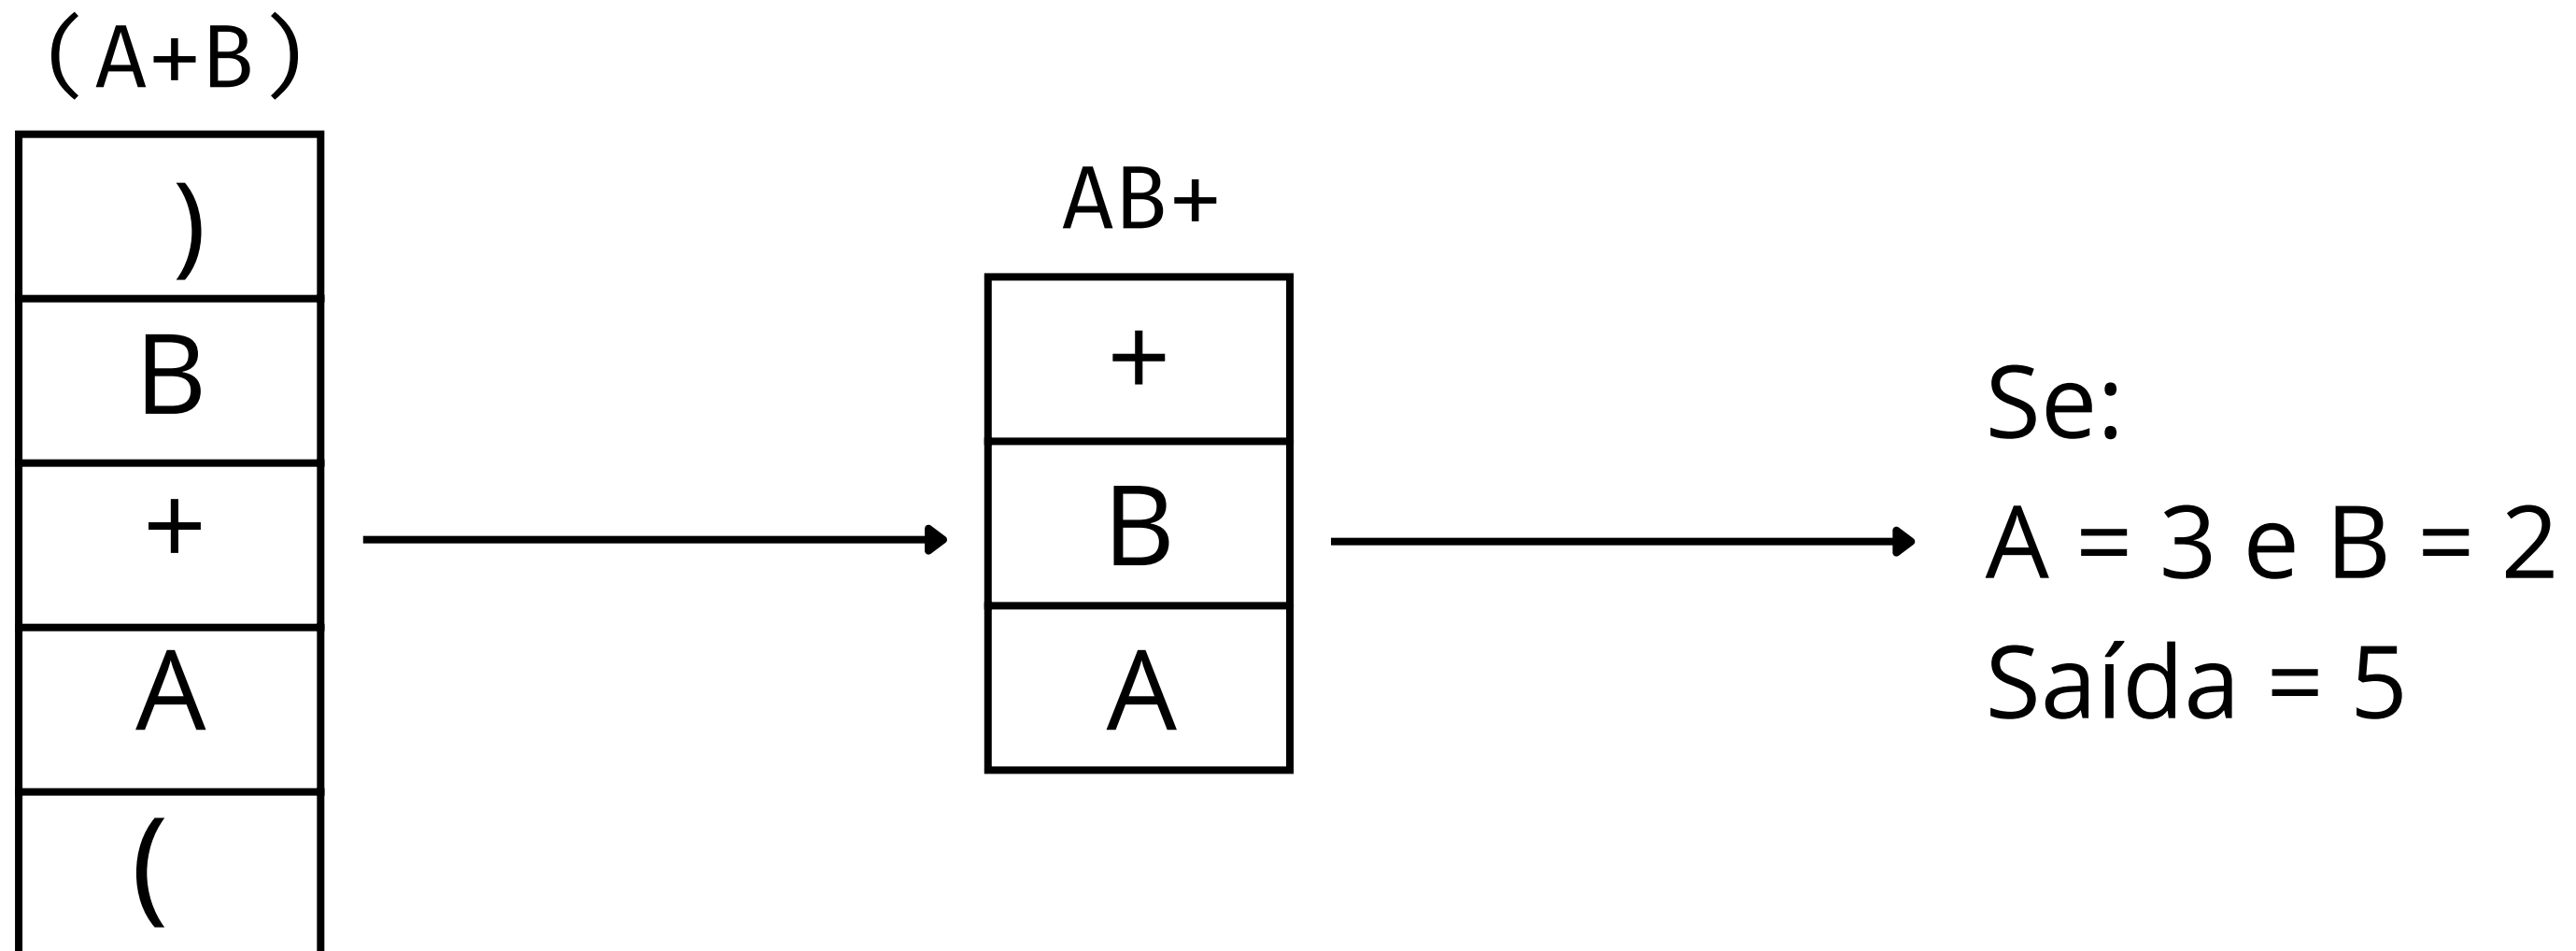 (A+B)
)
B
+
A
(
AB+
+
B
A
Se:
A = 3 e B = 2
Saída = 5